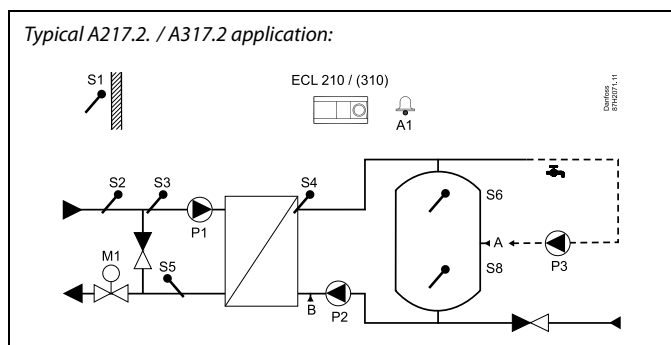 Typical A217.2. / A317.2 application:
S1
ECL 210 / (310)
A1
Danfoss
87H2071.11
S2
S3
S4
P1
S6
A
P3
M1
S5
S8
B
P2